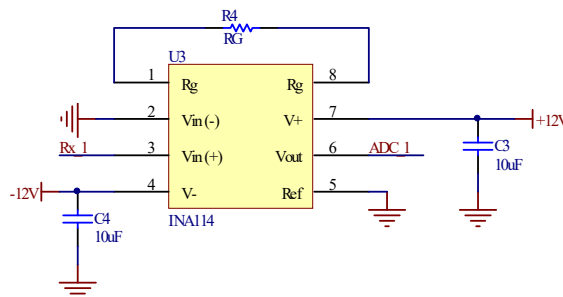 R4
RG
U3
1 Rg Rg 8
2 Vin (-) V+ 7 +12V
Rx_1 3 Vin (+) Vout 6 ADC_1
C3
10uF
-12V 4 V- Ref 5
C4
10uF
INA114